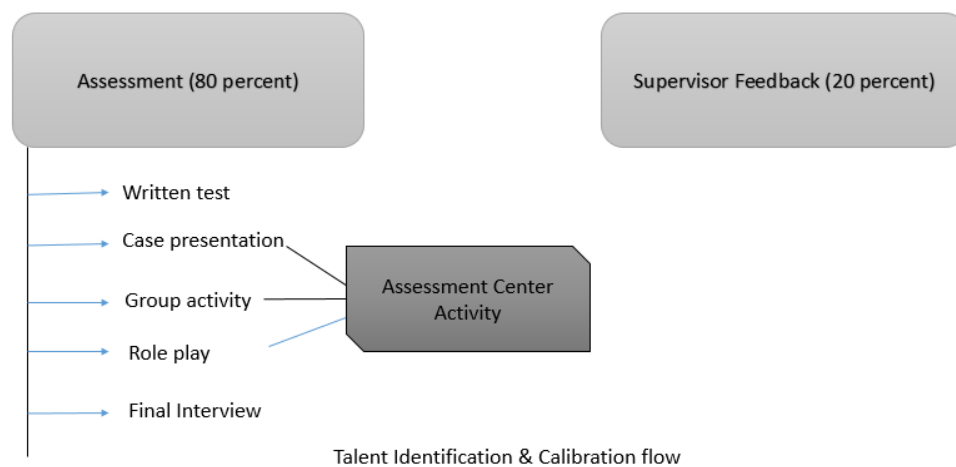 Assessment (80 percent)
Supervisor Feedback (20 percent)
Written test
Case presentation
Group activity
Role play
Final Interview
Assessment Center
Activity
Talent Identification & Calibration flow